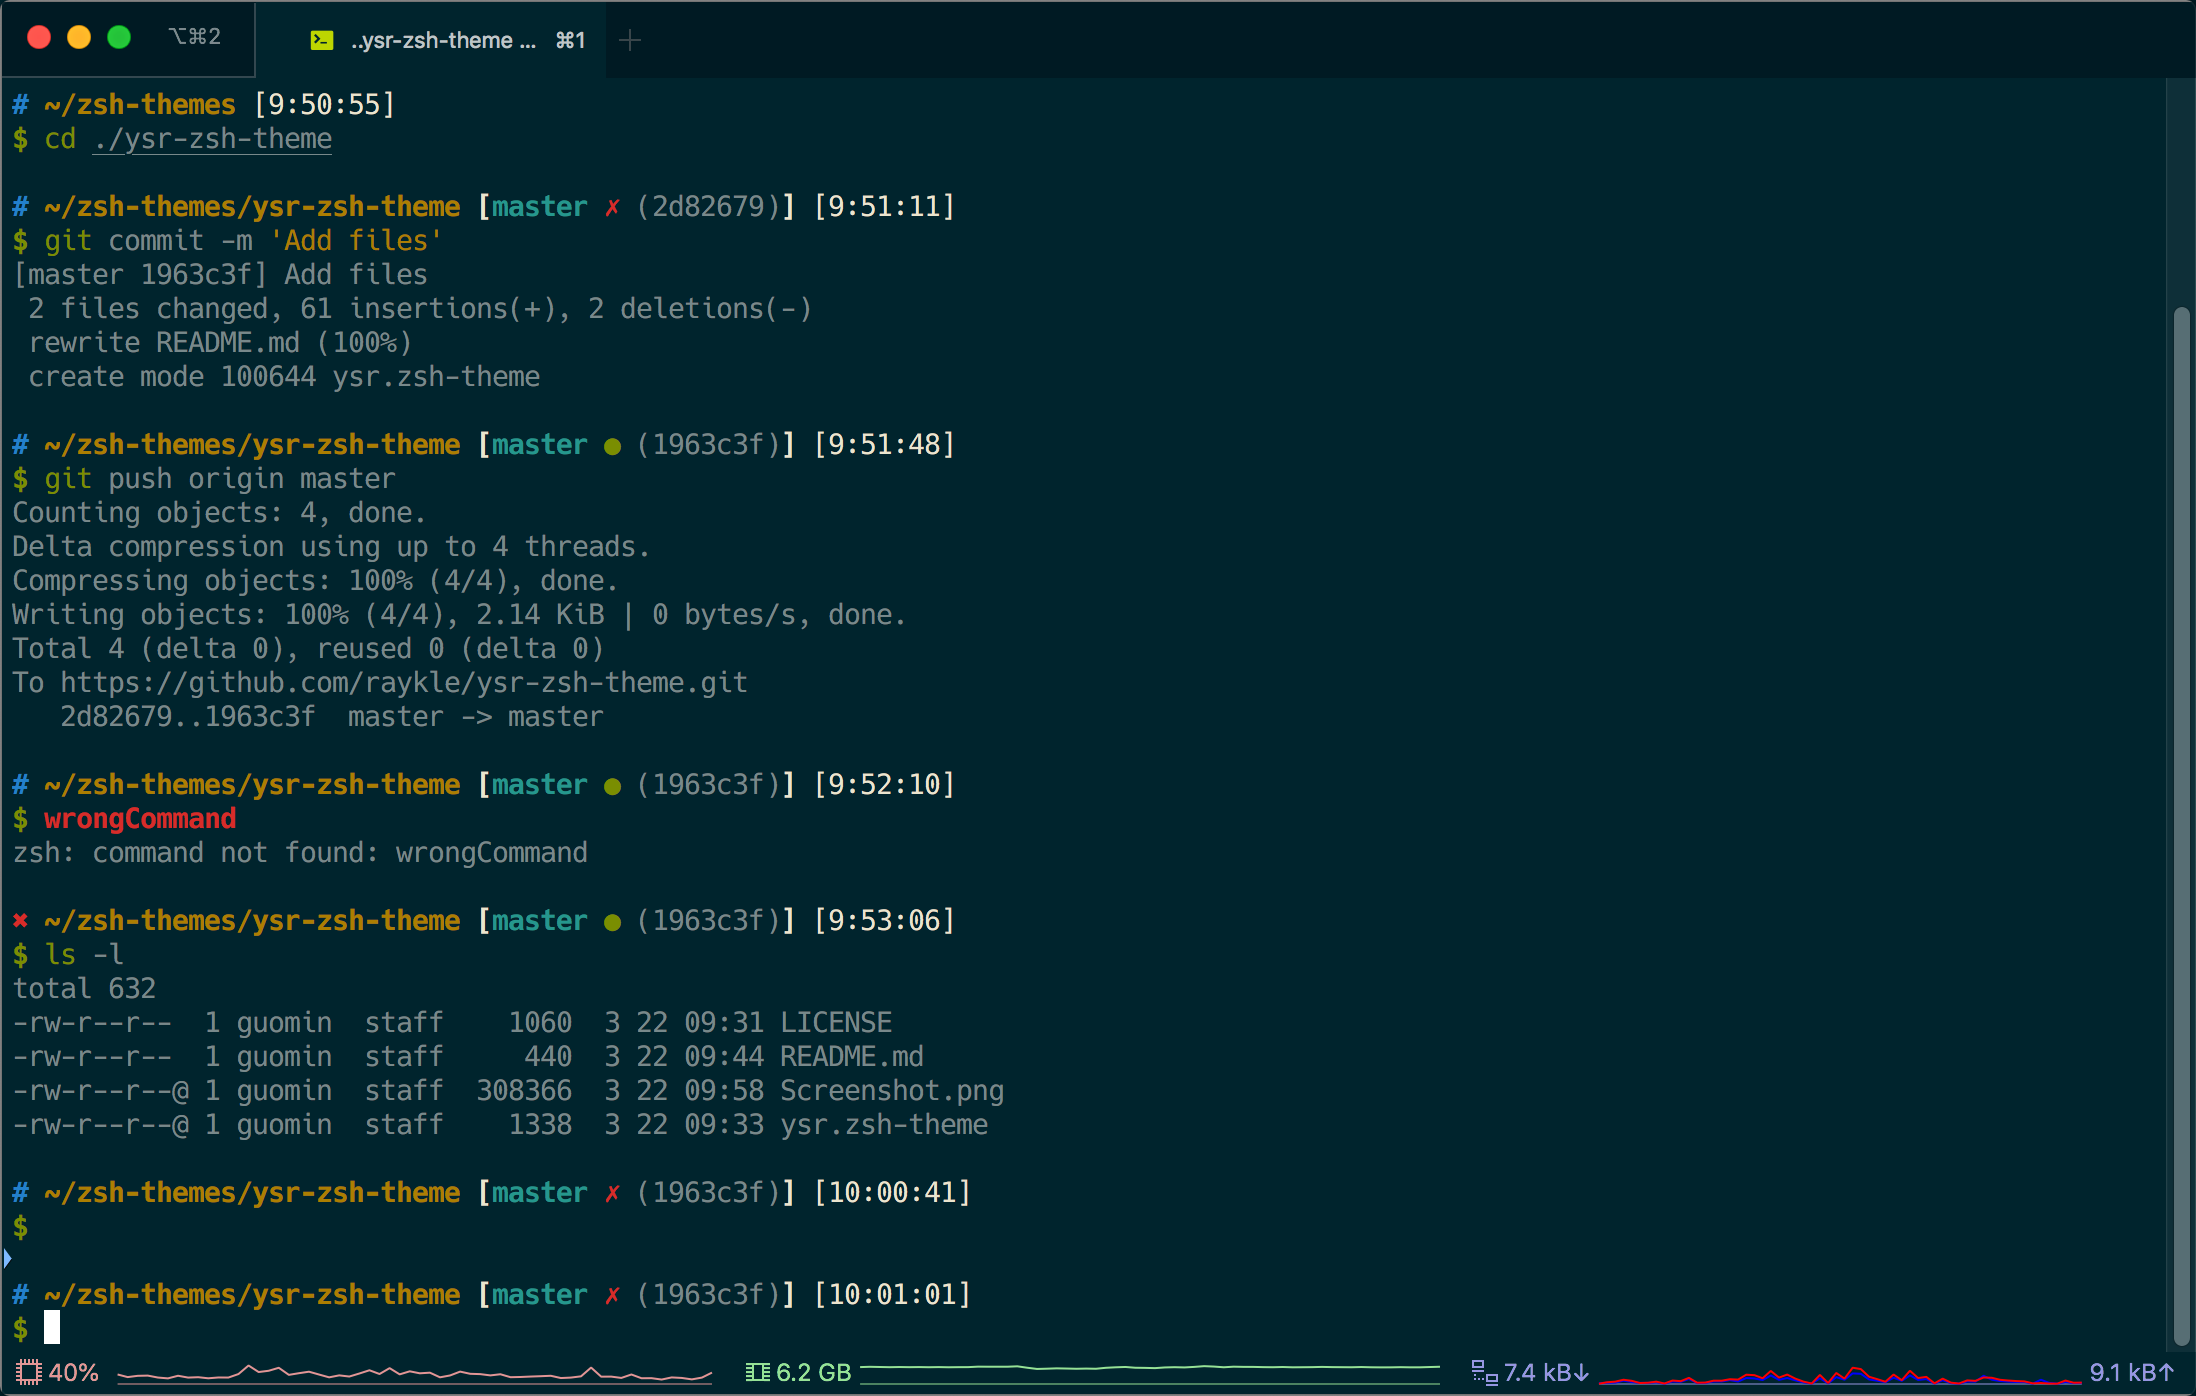 ⌥⌘2 ..ysr-zsh-theme ... ⌘1 +
# ~/zsh-themes [9:50:55]
$ cd ./ysr-zsh-theme
# ~/zsh-themes/ysr-zsh-theme [master ✗ (2d82679)] [9:51:11]
$ git commit -m 'Add files'
[master 1963c3f] Add files
 2 files changed, 61 insertions(+), 2 deletions(-)
 rewrite README.md (100%)
 create mode 100644 ysr.zsh-theme
# ~/zsh-themes/ysr-zsh-theme [master ● (1963c3f)] [9:51:48]
$ git push origin master
Counting objects: 4, done.
Delta compression using up to 4 threads.
Compressing objects: 100% (4/4), done.
Writing objects: 100% (4/4), 2.14 KiB | 0 bytes/s, done.
Total 4 (delta 0), reused 0 (delta 0)
To https://github.com/raykle/ysr-zsh-theme.git
   2d82679..1963c3f  master -> master
# ~/zsh-themes/ysr-zsh-theme [master ● (1963c3f)] [9:52:10]
$ wrongCommand
zsh: command not found: wrongCommand
✖ ~/zsh-themes/ysr-zsh-theme [master ● (1963c3f)] [9:53:06]
$ ls -l
total 632
-rw-r--r--  1 guomin  staff    1060  3 22 09:31 LICENSE
-rw-r--r--  1 guomin  staff     440  3 22 09:44 README.md
-rw-r--r--@ 1 guomin  staff  308366  3 22 09:58 Screenshot.png
-rw-r--r--@ 1 guomin  staff    1338  3 22 09:33 ysr.zsh-theme
# ~/zsh-themes/ysr-zsh-theme [master ✗ (1963c3f)] [10:00:41]
$
# ~/zsh-themes/ysr-zsh-theme [master ✗ (1963c3f)] [10:01:01]
$
40% 6.2 GB 7.4 kB↓ 9.1 kB↑